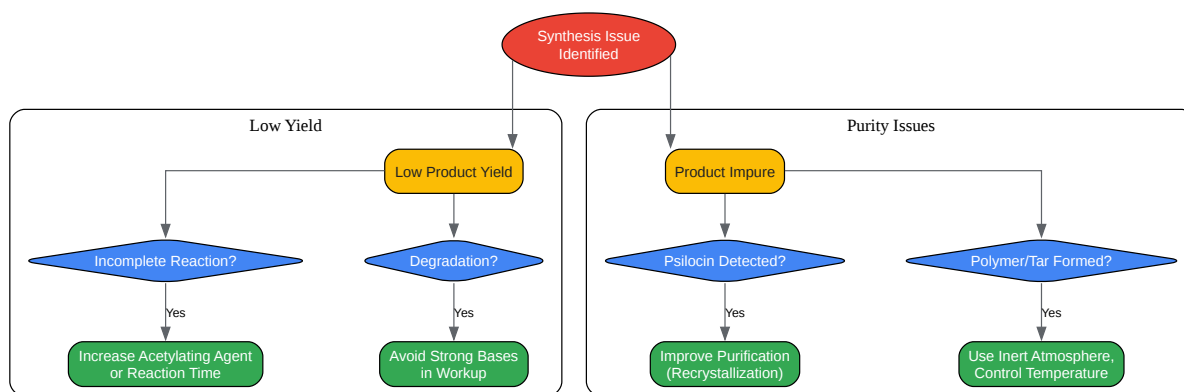 Synthesis Issue
Identified
Low Yield
Purity Issues
Low Product Yield
Product Impure
Incomplete Reaction?
Degradation?
Psilocin Detected?
Polymer/Tar Formed?
Yes
Yes
Yes
Yes
Increase Acetylating Agent
or Reaction Time
Avoid Strong Bases
in Workup
Improve Purification
(Recrystallization)
Use Inert Atmosphere,
Control Temperature